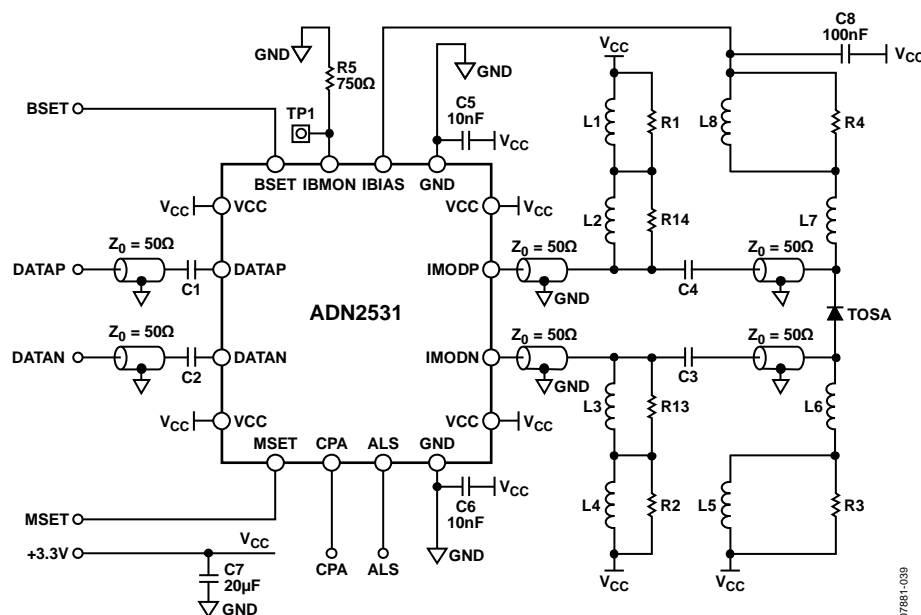 C8
100nF
VCC
VCC
GND
R5
750Ω
GND
C5
10nF
VCC
L1
R1
L8
R4
BSET
TP1
BSET
IBMON
IBIAS
GND
VCC
VCC
VCC
VCC
L2
R14
L7
Z0 = 50Ω
Z0 = 50Ω
Z0 = 50Ω
DATAP
C1
DATAP
IMODP
GND
C4
ADN2531
TOSA
Z0 = 50Ω
Z0 = 50Ω
Z0 = 50Ω
DATAN
C2
DATAN
IMODN
GND
C3
L3
R13
L6
VCC
VCC
VCC
VCC
MSET
CPA
ALS
GND
C6
10nF
VCC
L4
R2
L5
R3
MSET
+3.3V
VCC
C7
20µF
GND
CPA
ALS
GND
VCC
VCC
07881-039